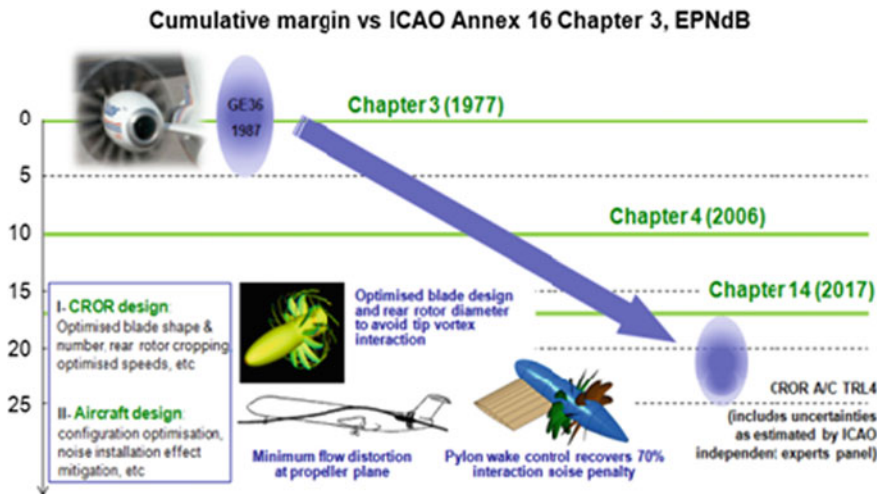 Cumulative margin vs ICAO Annex 16 Chapter 3, EPNdB
GE36
1987
Chapter 3 (1977)
0
5
Chapter 4 (2006)
10
Chapter 14 (2017)
15
20
25
I- CROR design:
Optimised blade shape &
number, rear rotor cropping,
optimised speeds, etc
II- Aircraft design:
configuration optimisation,
noise installation effect
mitigation, etc
Optimised blade design
and rear rotor diameter
to avoid tip vortex
interaction
Minimum flow distortion
at propeller plane
Pylon wake control recovers 70%
interaction noise penalty
CROR A/C TRL4
(includes uncertainties
as estimated by ICAO
independent experts panel)